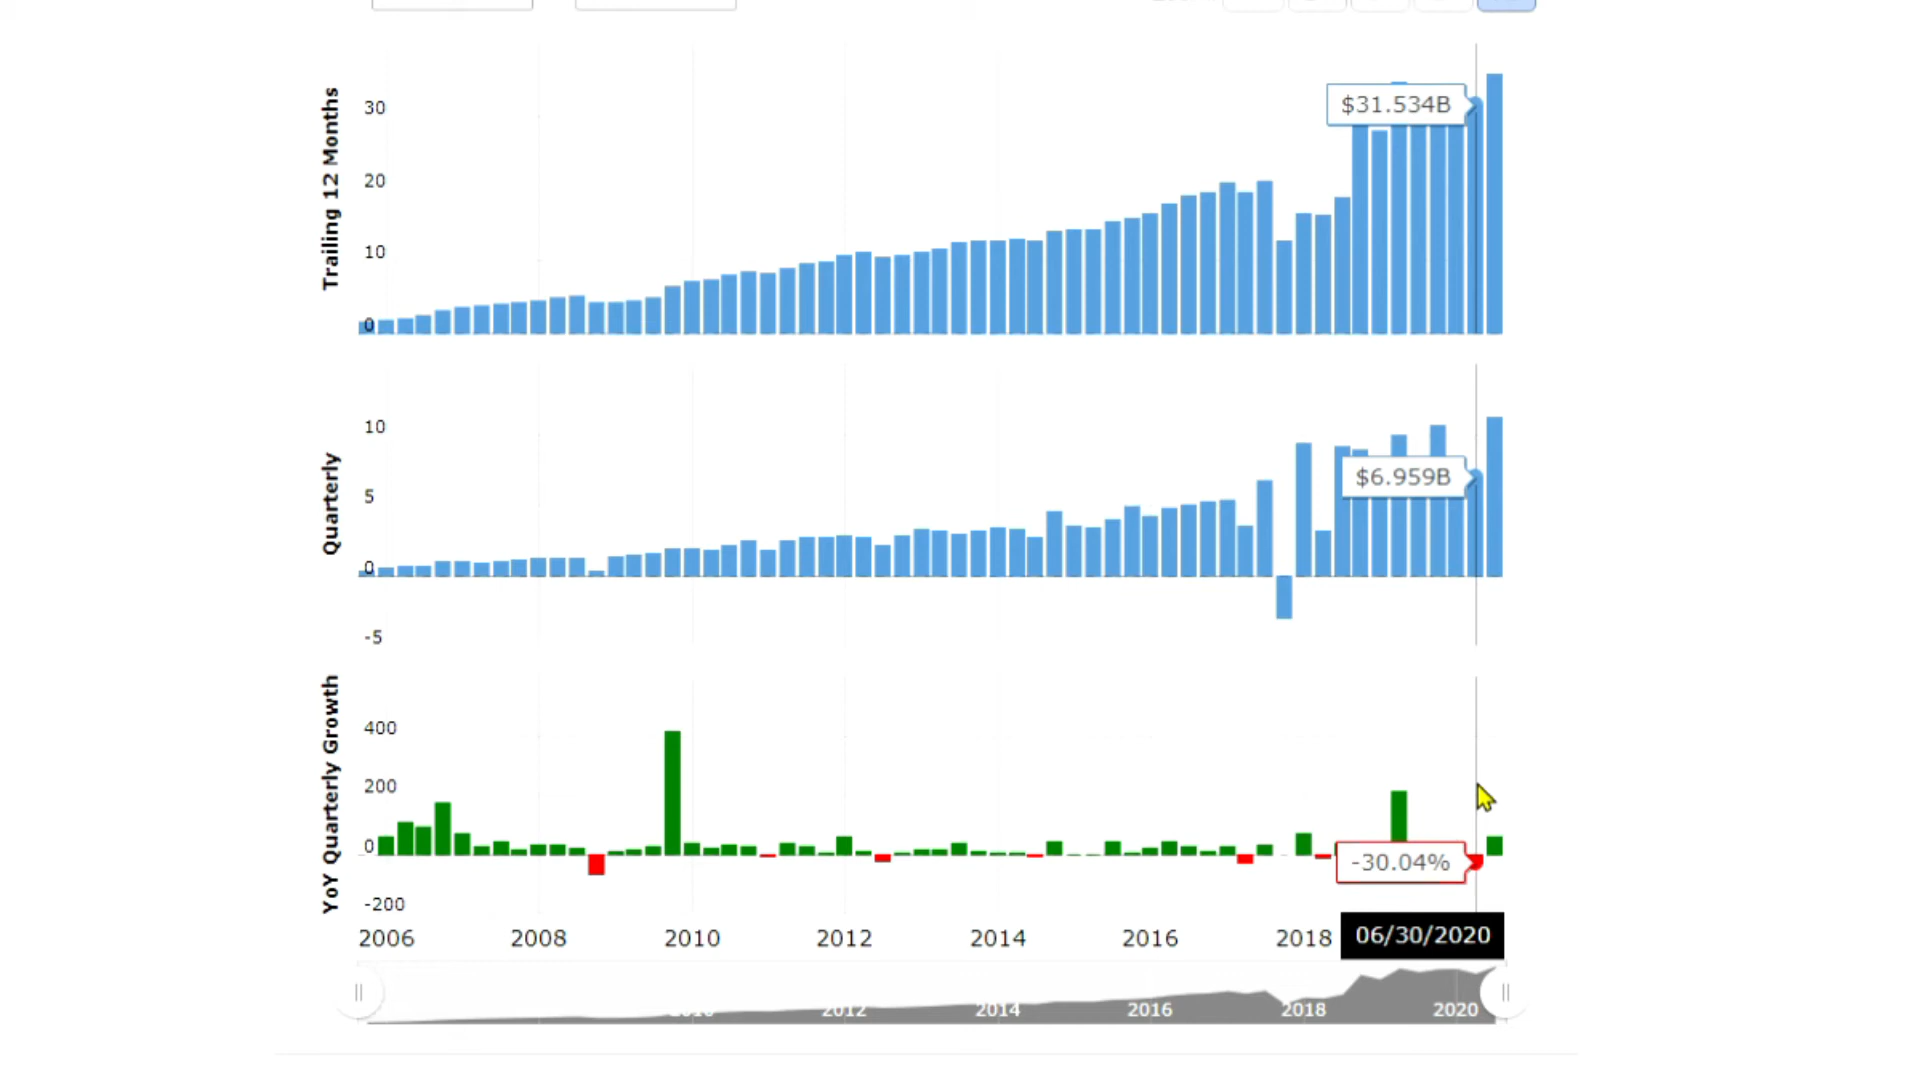 Trailing 12 Months
30
20
10
0
$31.534B
Quarterly
10
5
0
-5
$6.959B
YoY Quarterly Growth
400
200
0
-200
-30.04%
2006 2008 2010 2012 2014 2016 2018 06/30/2020
2012 2014 2016 2018 2020